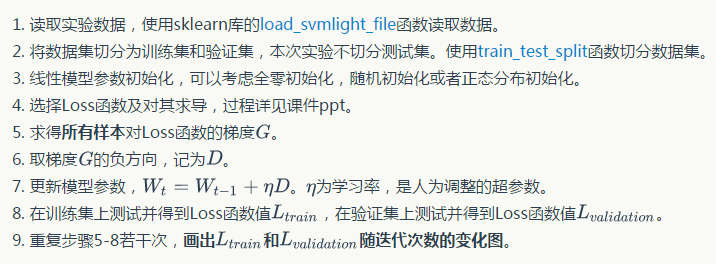 1. 读取实验数据，使用sklearn库的load_svmlight_file函数读取数据。
2. 将数据集切分为训练集和验证集，本次实验不切分测试集。使用train_test_split函数切分数据集。
3. 线性模型参数初始化，可以考虑全零初始化，随机初始化或者正态分布初始化。
4. 选择Loss函数及对其求导，过程详见课件ppt。
5. 求得所有样本对Loss函数的梯度G。
6. 取梯度G的负方向，记为D。
7. 更新模型参数，W_t = W_{t−1} + ηD。η为学习率，是人为调整的超参数。
8. 在训练集上测试并得到Loss函数值L_{train}，在验证集上测试并得到Loss函数值L_{validation}。
9. 重复步骤5-8若干次，画出L_{train}和L_{validation}随迭代次数的变化图。